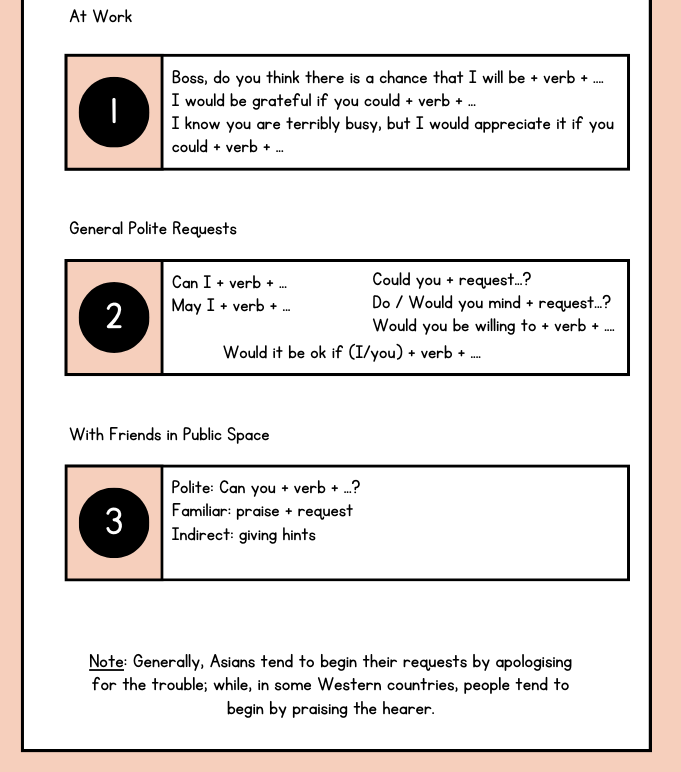 At Work
1
Boss, do you think there is a chance that I will be + verb + ....
I would be grateful if you could + verb + ...
I know you are terribly busy, but I would appreciate it if you
could + verb + ...
General Polite Requests
2
Can I + verb + ...
May I + verb + ...
Could you + request...?
Do / Would you mind + request...?
Would you be willing to + verb + ....
Would it be ok if (I/you) + verb + ....
With Friends in Public Space
3
Polite: Can you + verb + ...?
Familiar: praise + request
Indirect: giving hints
Note: Generally, Asians tend to begin their requests by apologising
for the trouble; while, in some Western countries, people tend to
begin by praising the hearer.